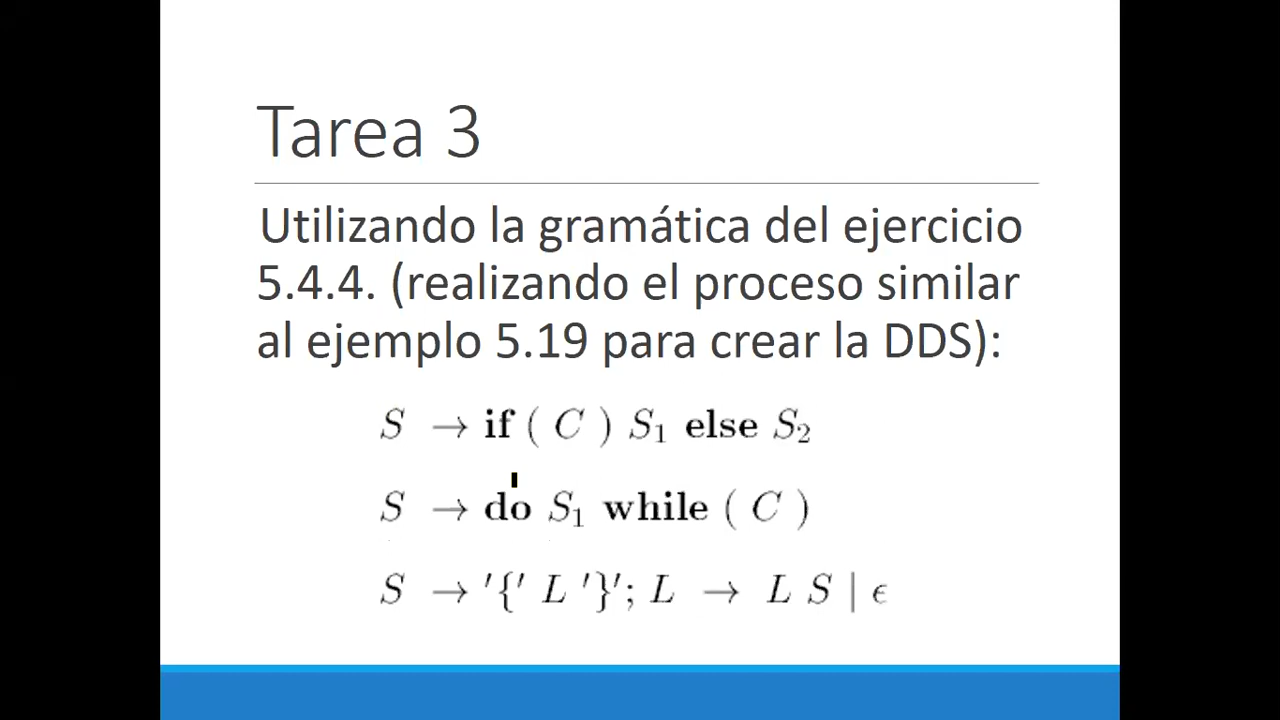 Tarea 3
Utilizando la gramática del ejercicio
5.4.4. (realizando el proceso similar
al ejemplo 5.19 para crear la DDS):
S → if ( C ) S₁ else S₂
S → do S₁ while ( C )
S → '{' L '}'; L → L S | ϵ